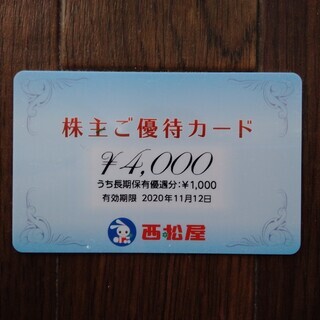 株主ご優待カード
¥4,000
うち長期保有優遇分:¥1,000
有効期限 2020年11月12日
西松屋